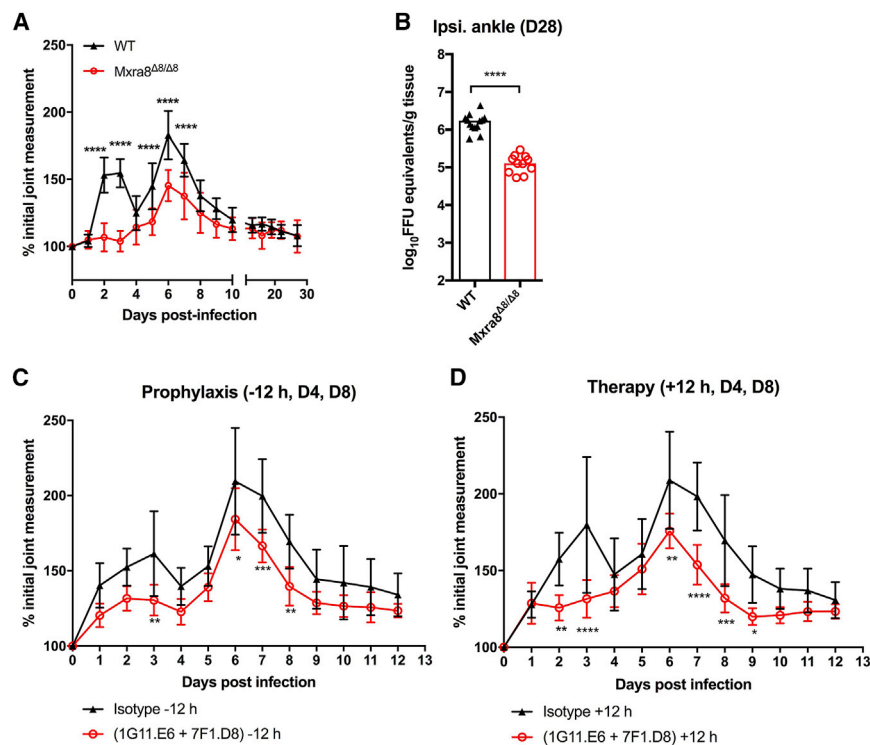 A
WT
Mxra8Δ8/Δ8
% initial joint measurement
250
200
150
100
**** **** **** **** ****
0 2 4 6 8 10 20 30
Days post-infection
B
Ipsi. ankle (D28)
****
log10FFU equivalents/g tissue
7
6
5
4
3
2
WT
Mxra8Δ8/Δ8
C
Prophylaxis (-12 h, D4, D8)
% initial joint measurement
250
200
150
100
** * *** **
0 1 2 3 4 5 6 7 8 9 10 11 12 13
Days post infection
Isotype -12 h
(1G11.E6 + 7F1.D8) -12 h
D
Therapy (+12 h, D4, D8)
% initial joint measurement
250
200
150
100
** **** ** **** *** *
0 1 2 3 4 5 6 7 8 9 10 11 12 13
Days post infection
Isotype +12 h
(1G11.E6 + 7F1.D8) +12 h